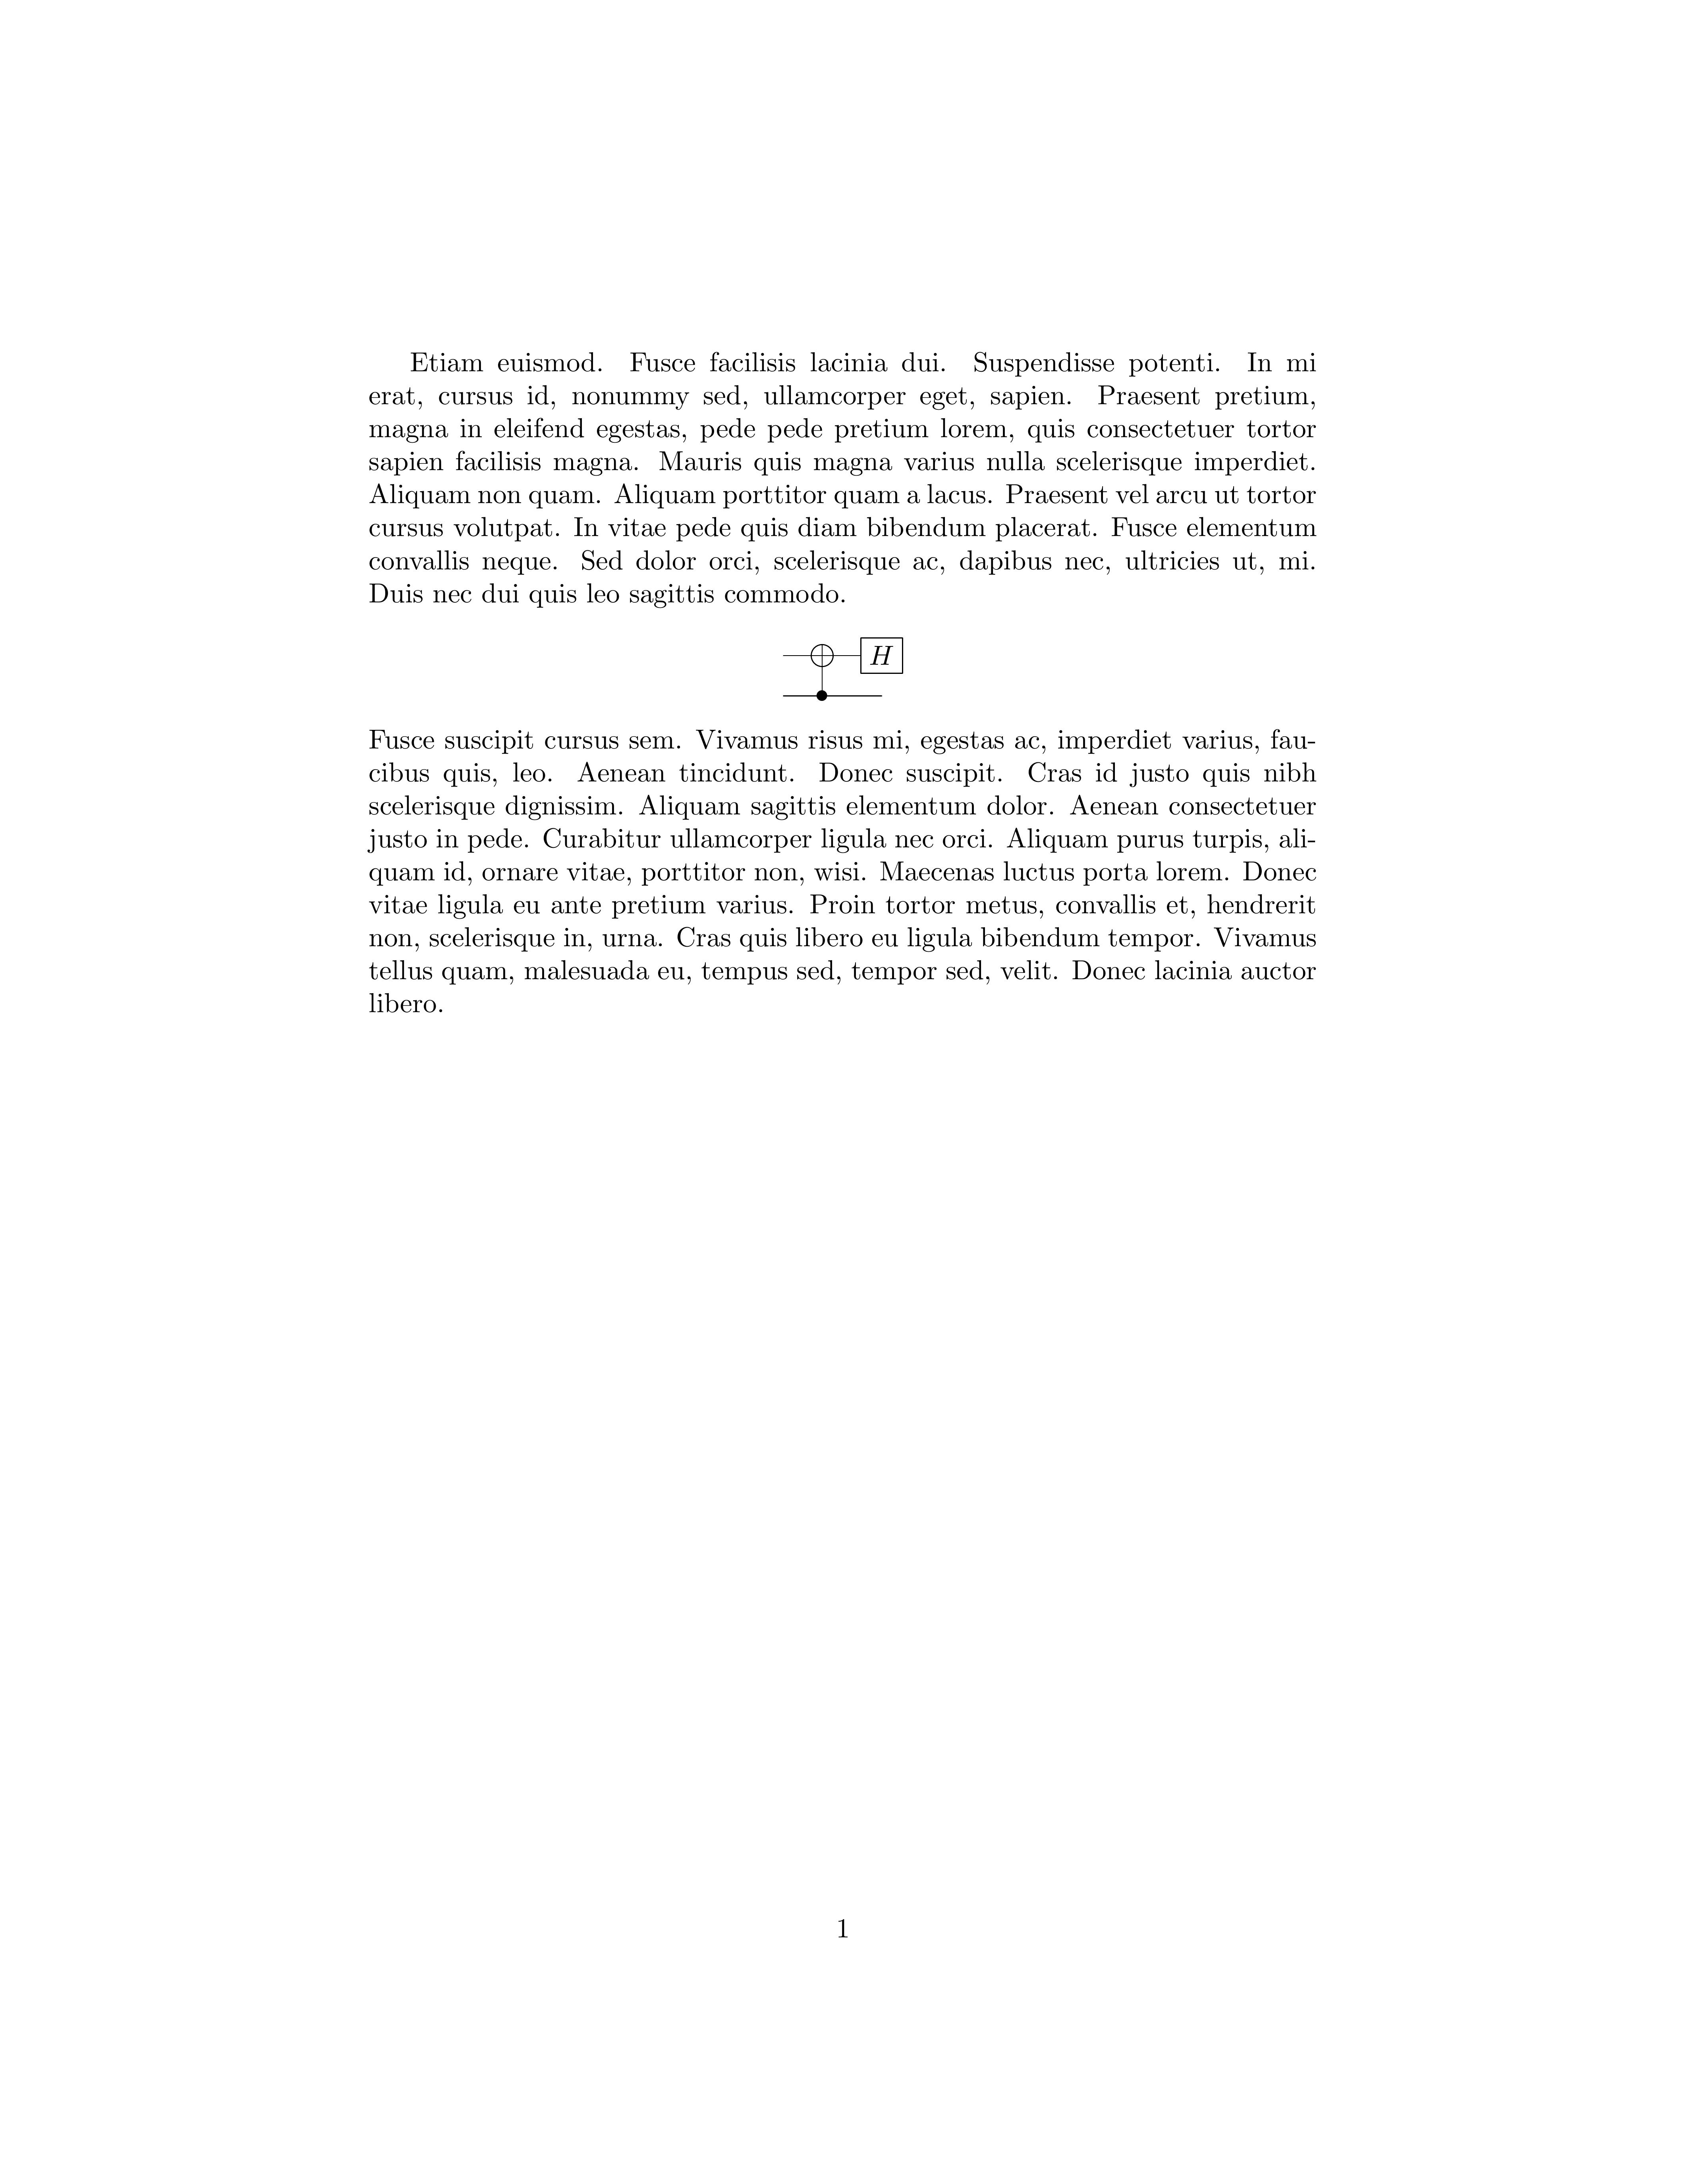 Etiam euismod. Fusce facilisis lacinia dui. Suspendisse potenti. In mi
erat, cursus id, nonummy sed, ullamcorper eget, sapien. Praesent pretium,
magna in eleifend egestas, pede pede pretium lorem, quis consectetuer tortor
sapien facilisis magna. Mauris quis magna varius nulla scelerisque imperdiet.
Aliquam non quam. Aliquam porttitor quam a lacus. Praesent vel arcu ut tortor
cursus volutpat. In vitae pede quis diam bibendum placerat. Fusce elementum
convallis neque. Sed dolor orci, scelerisque ac, dapibus nec, ultricies ut, mi.
Duis nec dui quis leo sagittis commodo.
H
Fusce suscipit cursus sem. Vivamus risus mi, egestas ac, imperdiet varius, fau-
cibus quis, leo. Aenean tincidunt. Donec suscipit. Cras id justo quis nibh
scelerisque dignissim. Aliquam sagittis elementum dolor. Aenean consectetuer
justo in pede. Curabitur ullamcorper ligula nec orci. Aliquam purus turpis, ali-
quam id, ornare vitae, porttitor non, wisi. Maecenas luctus porta lorem. Donec
vitae ligula eu ante pretium varius. Proin tortor metus, convallis et, hendrerit
non, scelerisque in, urna. Cras quis libero eu ligula bibendum tempor. Vivamus
tellus quam, malesuada eu, tempus sed, tempor sed, velit. Donec lacinia auctor
libero.
1